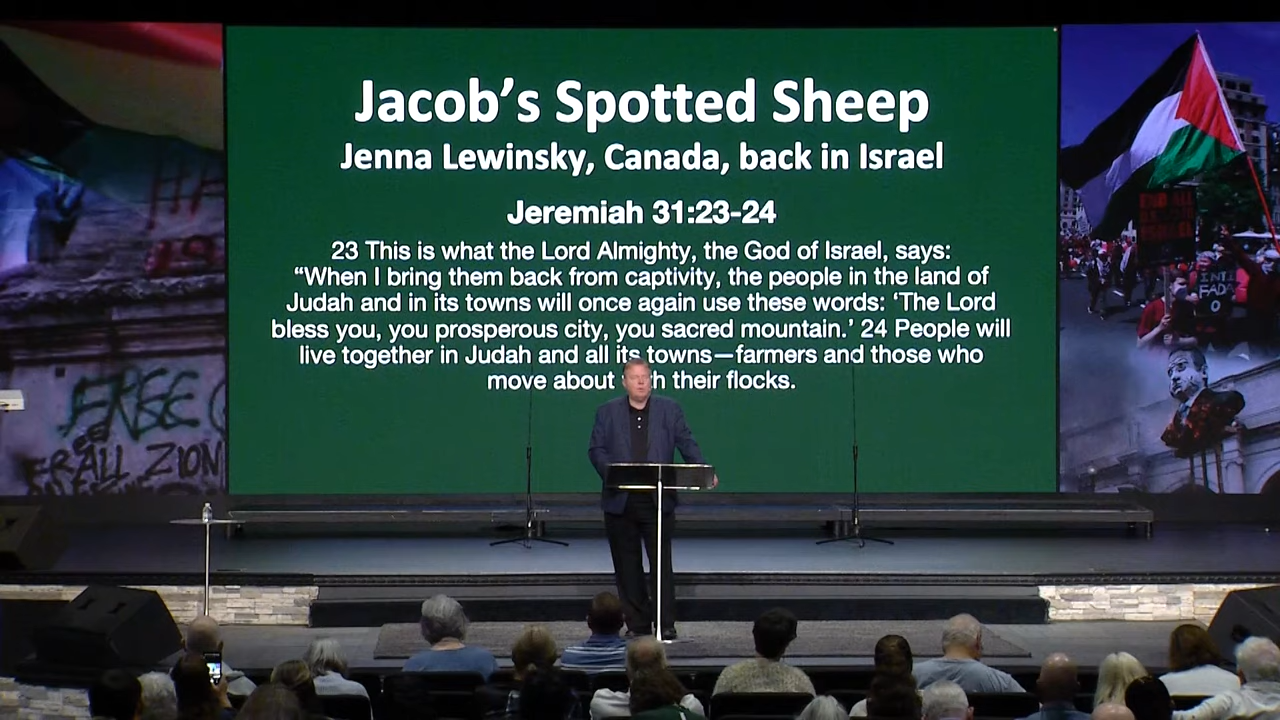 Jacob's Spotted Sheep
Jenna Lewinsky, Canada, back in Israel
Jeremiah 31:23-24
23 This is what the Lord Almighty, the God of Israel, says:
“When I bring them back from captivity, the people in the land of
Judah and in its towns will once again use these words: ‘The Lord
bless you, you prosperous city, you sacred mountain.’ 24 People will
live together in Judah and all its towns—farmers and those who
move about their flocks.
FREE
ALL ZION
END ALL
INTI
FADA